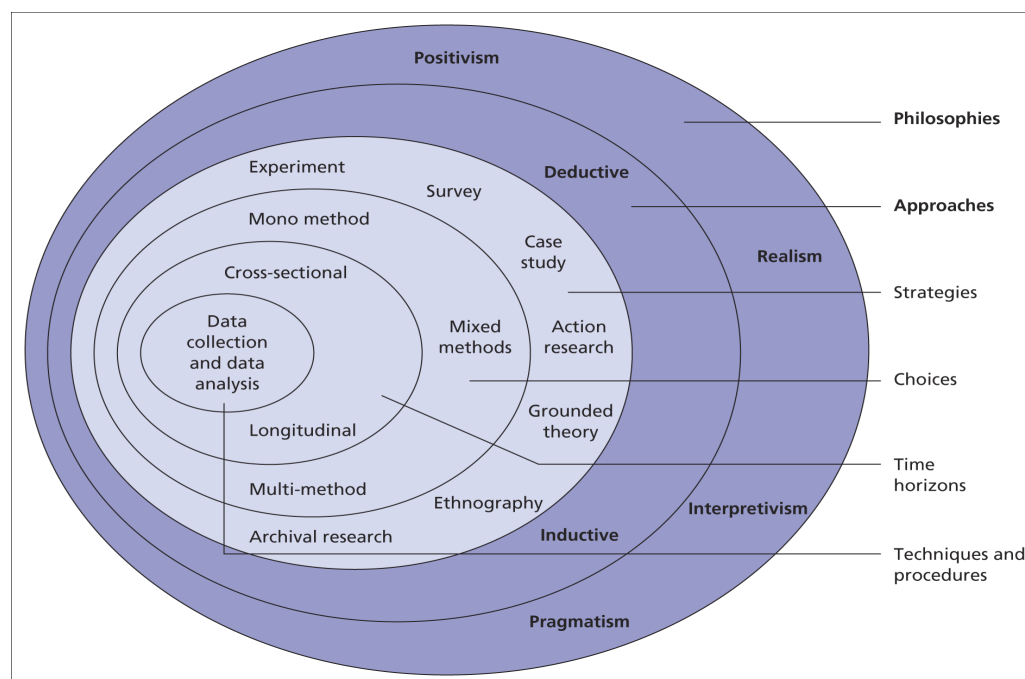 Positivism
Philosophies
Experiment
Deductive
Survey
Approaches
Mono method
Case
study
Realism
Cross-sectional
Strategies
Data
collection
and data
analysis
Mixed
methods
Action
research
Choices
Grounded
theory
Longitudinal
Time
horizons
Multi-method
Ethnography
Interpretivism
Archival research
Inductive
Techniques and
procedures
Pragmatism